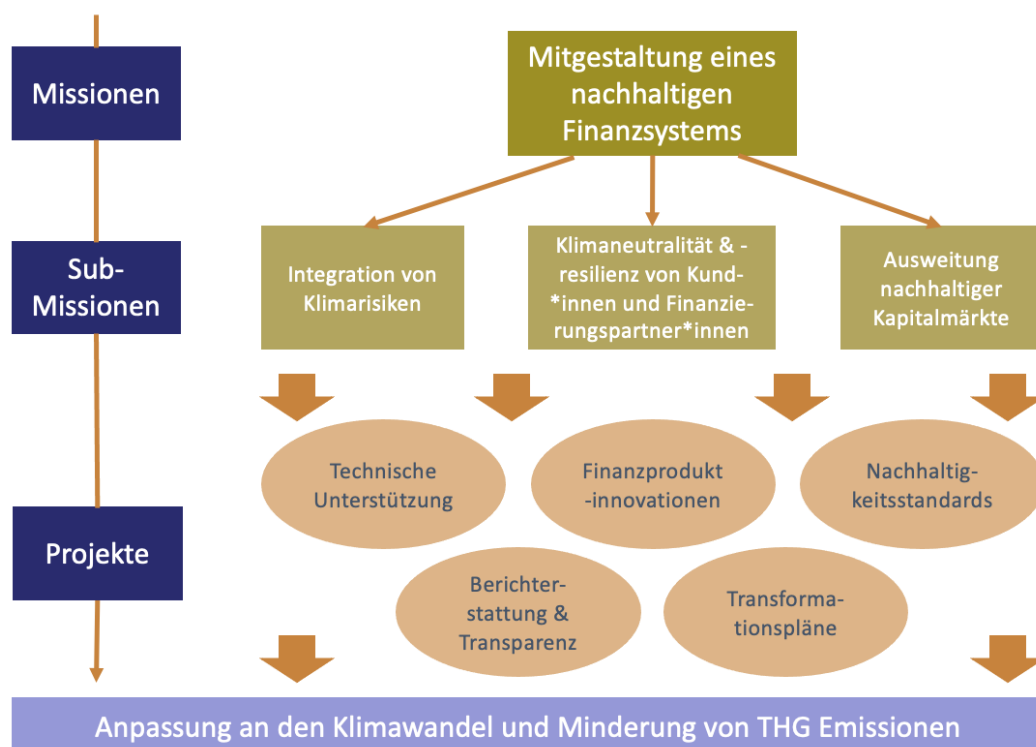 Missionen
Mitgestaltung eines
nachhaltigen
Finanzsystems
Sub-
Missionen
Integration von
Klimarisiken
Klimaneutralität & -
resilienz von Kund-
*innen und Finanzie-
rungspartner*innen
Ausweitung
nachhaltiger
Kapitalmärkte
Technische
Unterstützung
Finanzprodukt
-innovationen
Nachhaltig-
keitsstandards
Projekte
Berichter-
stattung &
Transparenz
Transforma-
tionspläne
Anpassung an den Klimawandel und Minderung von THG Emissionen